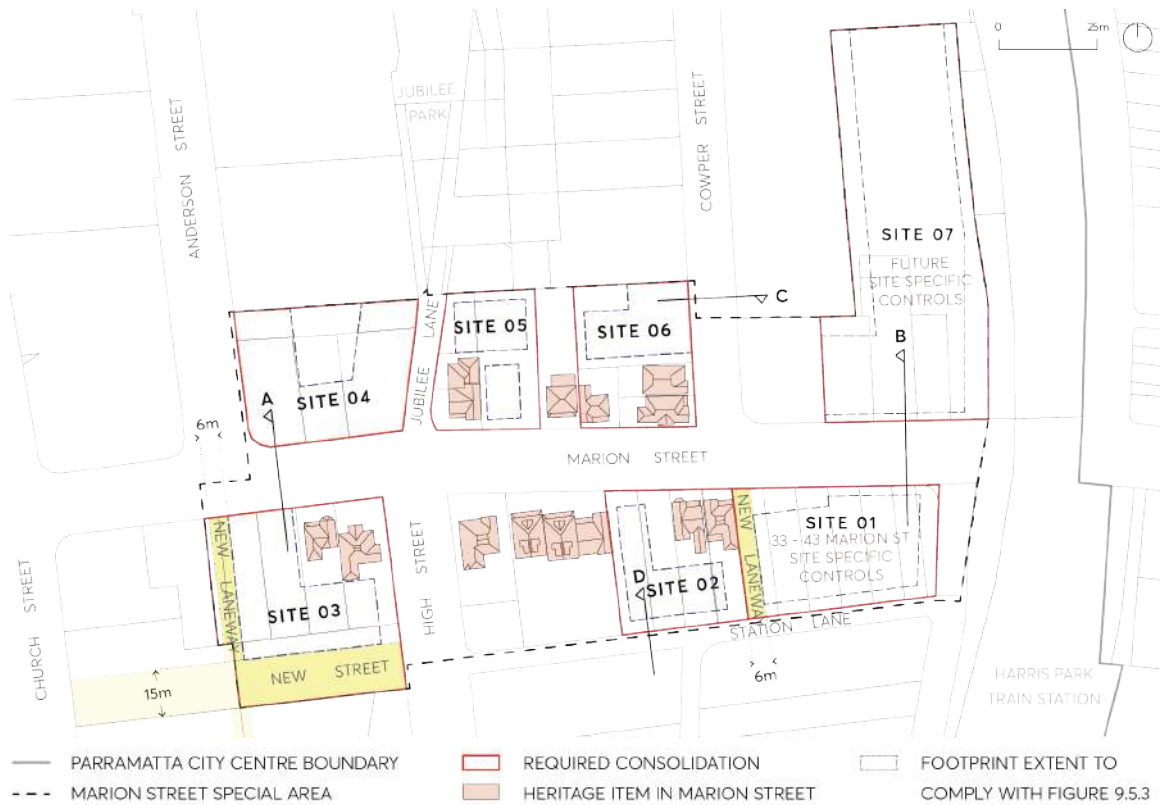 0 25m
JUBILEE
PARK
ANDERSON STREET
COWPER STREET
SITE 07
FUTURE
SITE SPECIFIC
CONTROLS
C
JUBILEE LANE
SITE 05
SITE 06
B
A
SITE 04
6m
MARION STREET
NEW LANEWAY
HIGH STREET
NEW LANEWAY
SITE 01
33 - 43 MARION ST
SITE SPECIFIC
CONTROLS
D
SITE 02
SITE 03
CHURCH STREET
STATION LANE
NEW STREET
15m
6m
HARRIS PARK
TRAIN STATION
PARRAMATTA CITY CENTRE BOUNDARY
MARION STREET SPECIAL AREA
REQUIRED CONSOLIDATION
HERITAGE ITEM IN MARION STREET
FOOTPRINT EXTENT TO
COMPLY WITH FIGURE 9.5.3